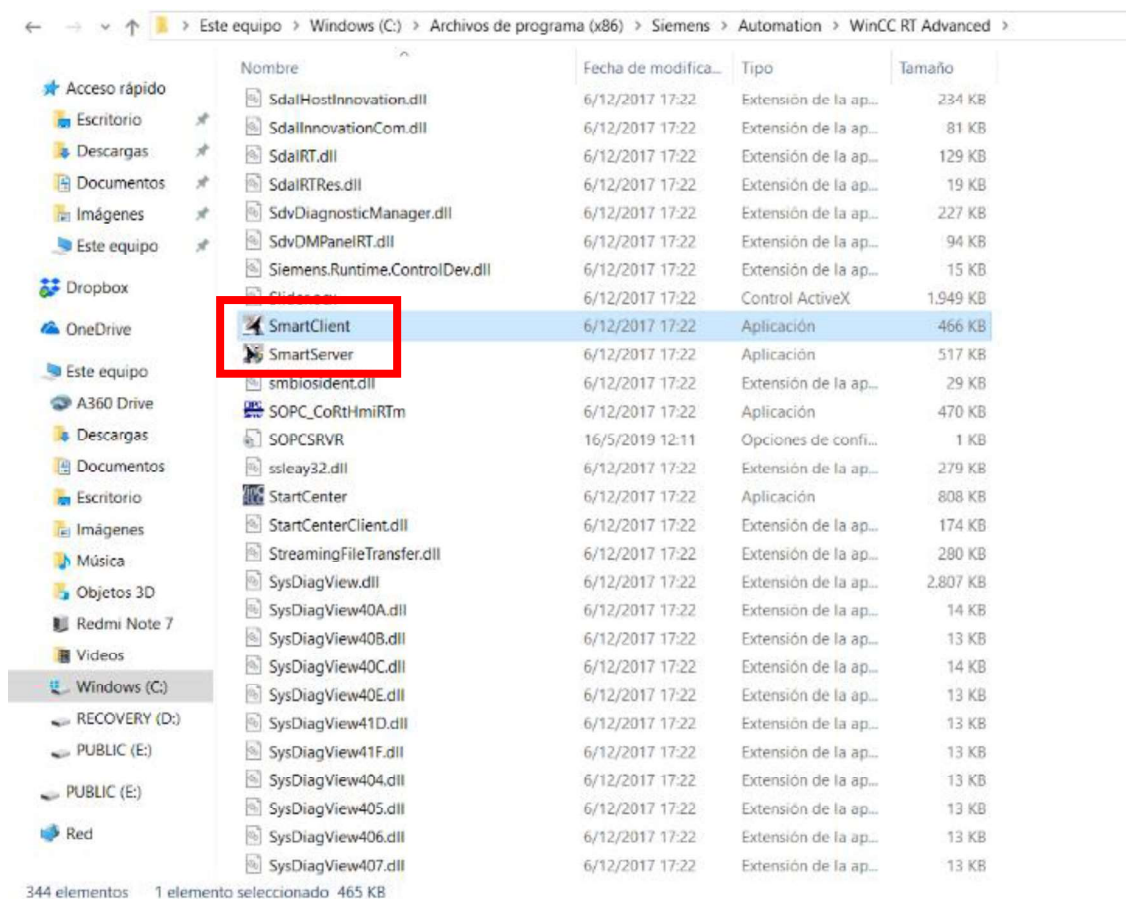 Este equipo > Windows (C:) > Archivos de programa (x86) > Siemens > Automation > WinCC RT Advanced >
Acceso rápido
Escritorio
Descargas
Documentos
Imágenes
Este equipo
Dropbox
OneDrive
Este equipo
A360 Drive
Descargas
Documentos
Escritorio
Imágenes
Música
Objetos 3D
Redmi Note 7
Videos
Windows (C:)
RECOVERY (D:)
PUBLIC (E:)
PUBLIC (E:)
Red
Nombre Fecha de modifica... Tipo Tamaño
SdalHostInnovation.dll 6/12/2017 17:22 Extensión de la ap... 234 KB
SdalInnovationCom.dll 6/12/2017 17:22 Extensión de la ap... 81 KB
SdalRT.dll 6/12/2017 17:22 Extensión de la ap... 129 KB
SdalRTRes.dll 6/12/2017 17:22 Extensión de la ap... 19 KB
SdvDiagnosticManager.dll 6/12/2017 17:22 Extensión de la ap... 227 KB
SdvDMPanelRT.dll 6/12/2017 17:22 Extensión de la ap... 94 KB
Siemens.Runtime.ControlDev.dll 6/12/2017 17:22 Extensión de la ap... 15 KB
6/12/2017 17:22 Control ActiveX 1.949 KB
SmartClient 6/12/2017 17:22 Aplicación 466 KB
SmartServer 6/12/2017 17:22 Aplicación 517 KB
smbiosident.dll 6/12/2017 17:22 Extensión de la ap... 29 KB
SOPC_CoRtHmiRTm 6/12/2017 17:22 Aplicación 470 KB
SOPCSRVR 16/5/2019 12:11 Opciones de confi... 1 KB
ssleay32.dll 6/12/2017 17:22 Extensión de la ap... 279 KB
StartCenter 6/12/2017 17:22 Aplicación 808 KB
StartCenterClient.dll 6/12/2017 17:22 Extensión de la ap... 174 KB
StreamingFileTransfer.dll 6/12/2017 17:22 Extensión de la ap... 280 KB
SysDiagView.dll 6/12/2017 17:22 Extensión de la ap... 2.807 KB
SysDiagView40A.dll 6/12/2017 17:22 Extensión de la ap... 14 KB
SysDiagView40B.dll 6/12/2017 17:22 Extensión de la ap... 13 KB
SysDiagView40C.dll 6/12/2017 17:22 Extensión de la ap... 14 KB
SysDiagView40E.dll 6/12/2017 17:22 Extensión de la ap... 13 KB
SysDiagView41D.dll 6/12/2017 17:22 Extensión de la ap... 13 KB
SysDiagView41F.dll 6/12/2017 17:22 Extensión de la ap... 13 KB
SysDiagView404.dll 6/12/2017 17:22 Extensión de la ap... 13 KB
SysDiagView405.dll 6/12/2017 17:22 Extensión de la ap... 13 KB
SysDiagView406.dll 6/12/2017 17:22 Extensión de la ap... 13 KB
SysDiagView407.dll 6/12/2017 17:22 Extensión de la ap... 13 KB
344 elementos 1 elemento seleccionado 465 KB